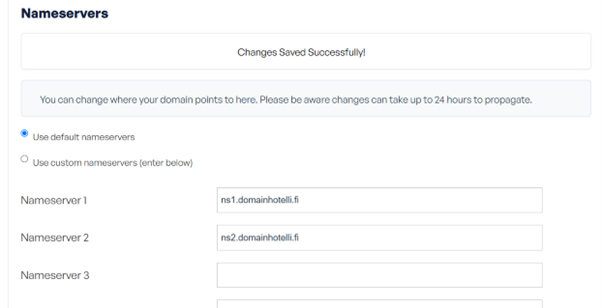 Nameservers
Changes Saved Successfully!
You can change where your domain points to here. Please be aware changes can take up to 24 hours to propagate.
Use default nameservers
Use custom nameservers (enter below)
Nameserver 1
ns1.domainhotelli.fi
Nameserver 2
ns2.domainhotelli.fi
Nameserver 3